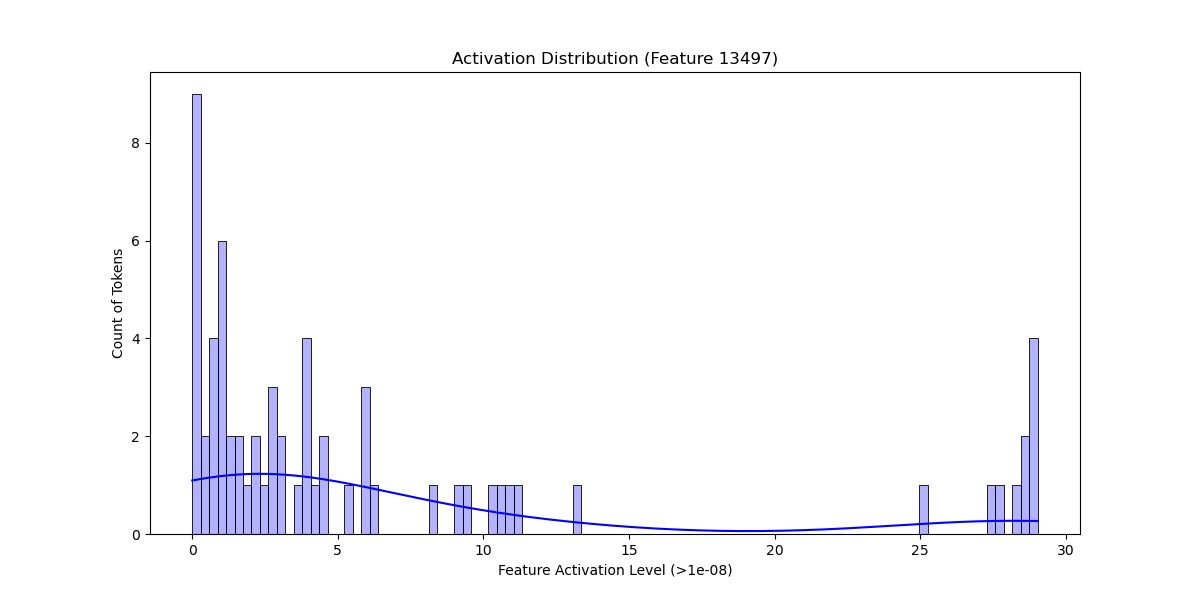 Activation Distribution (Feature 13497)
Count of Tokens
8
6
4
2
0
0 5 10 15 20 25 30
Feature Activation Level (>1e-08)